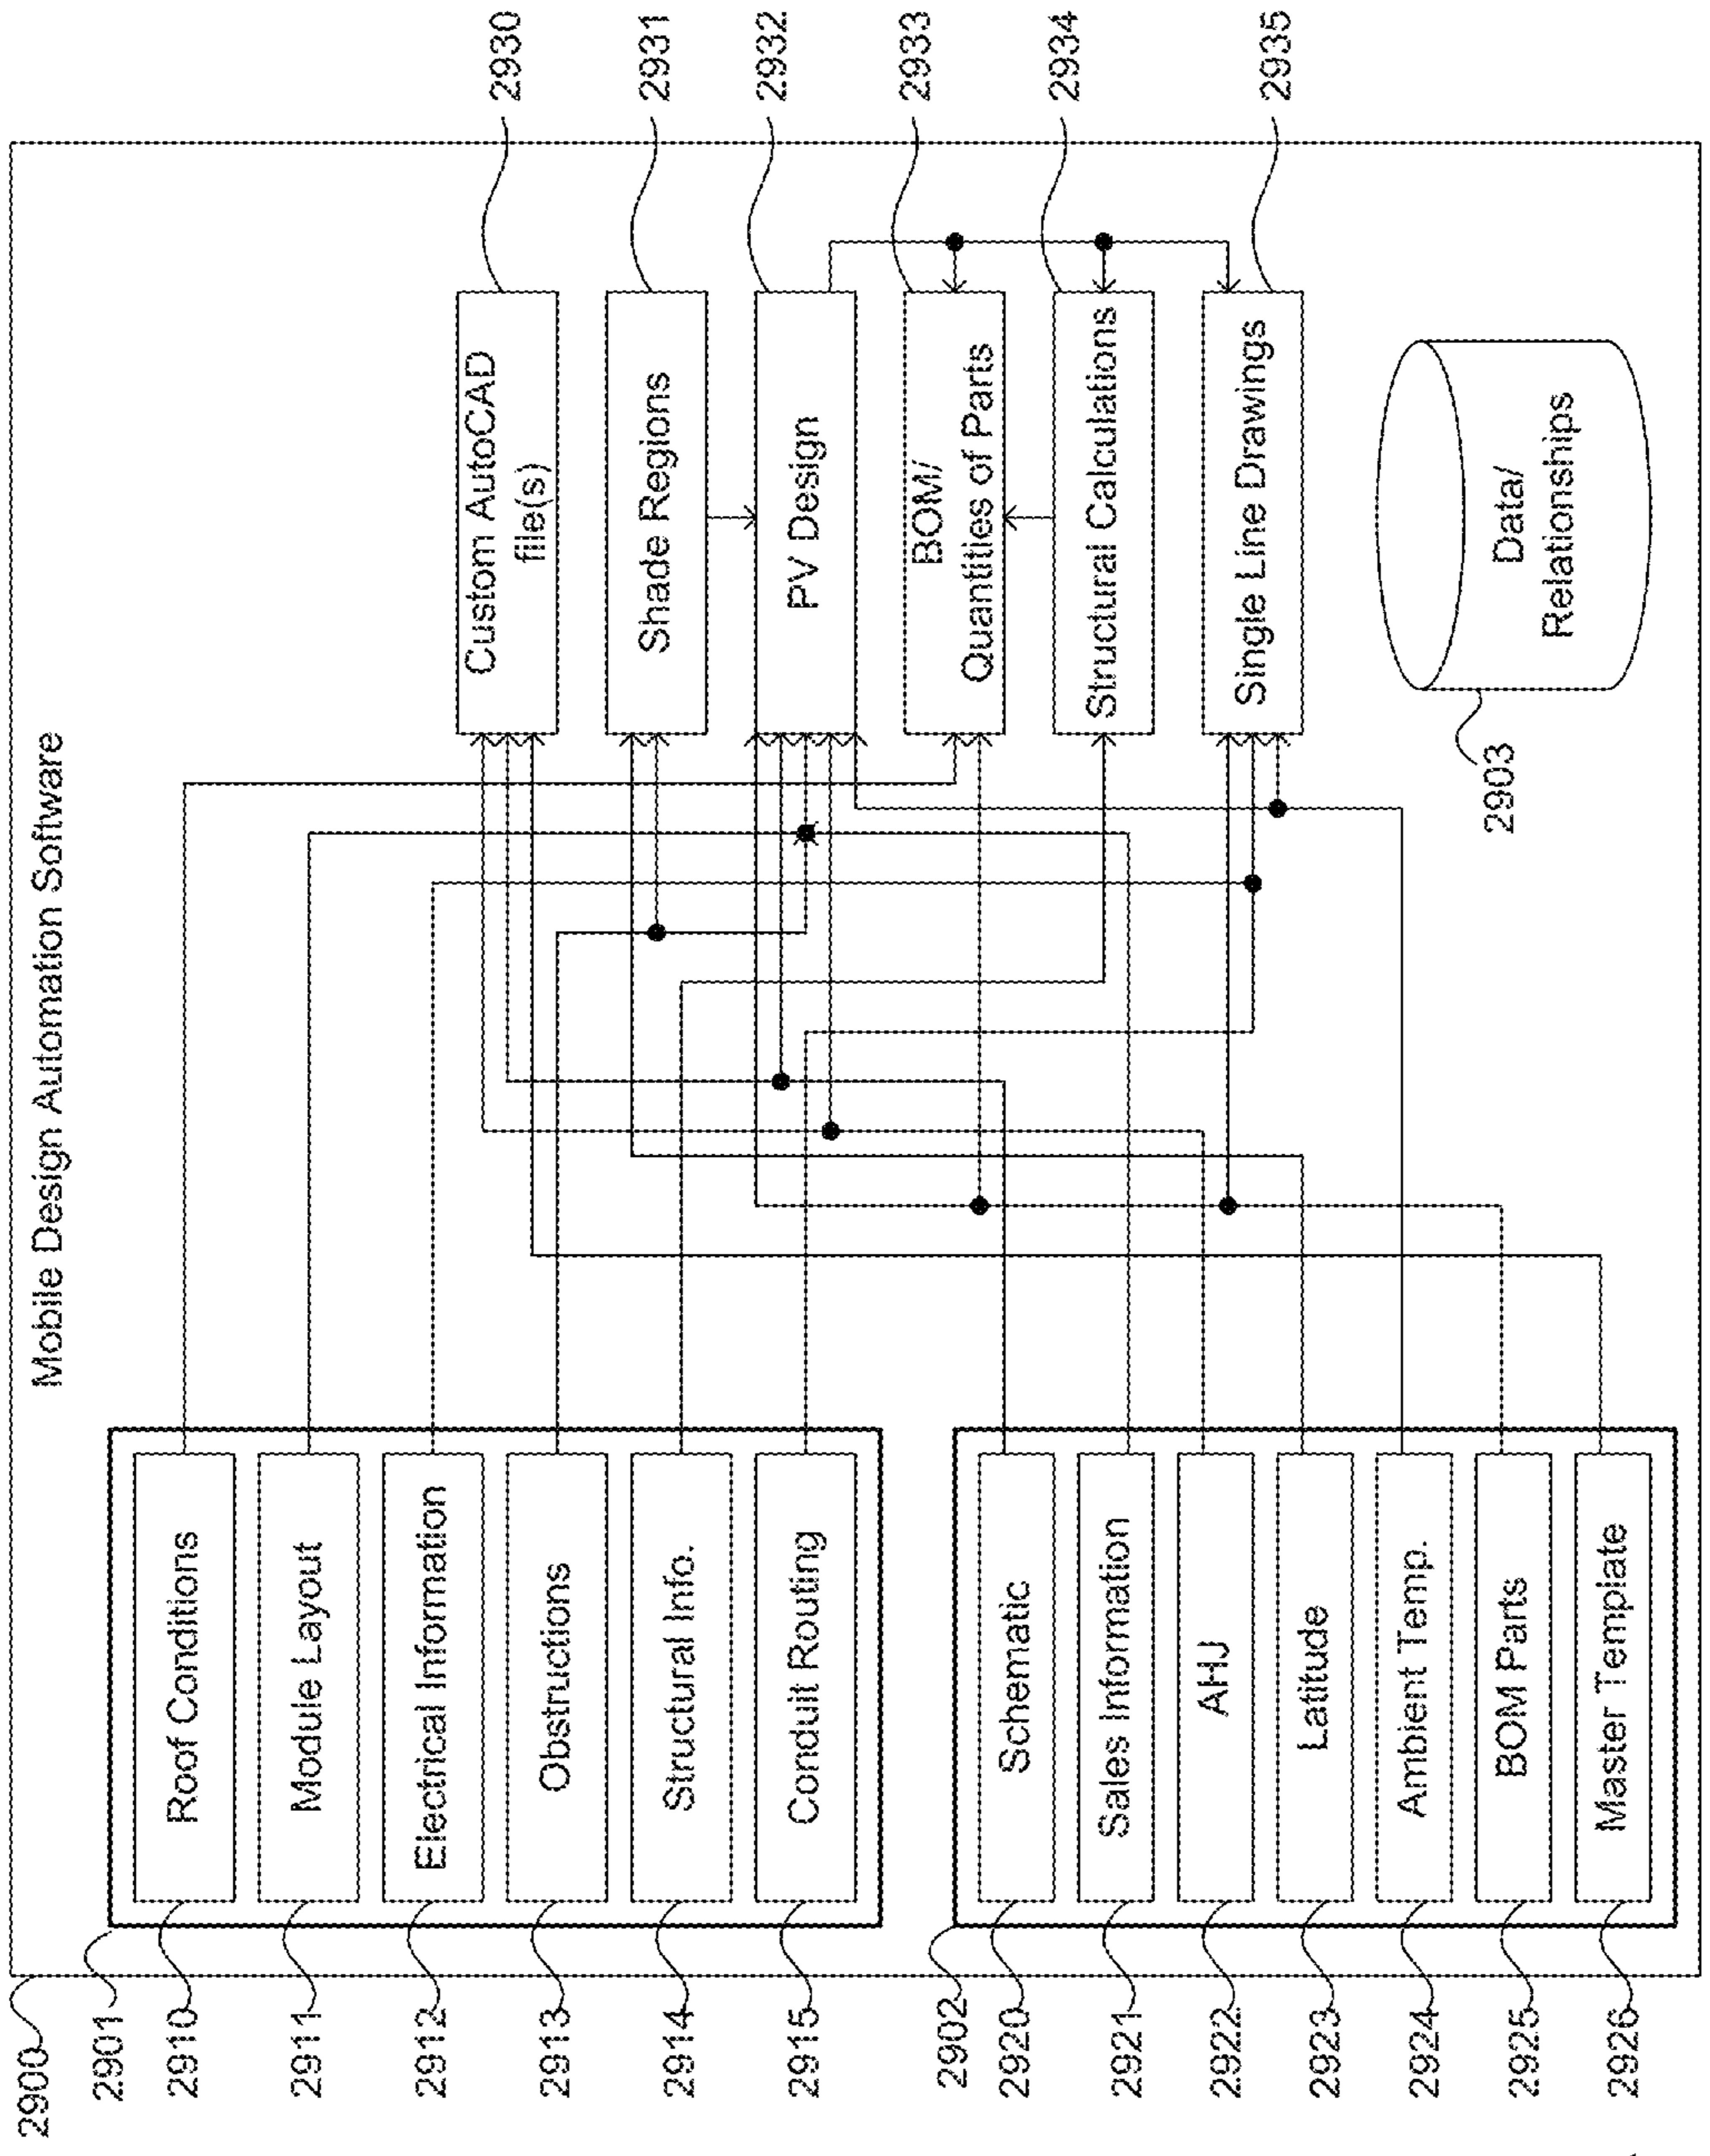 Mobile Design Automation Software
2900
2901
2910
Roof Conditions
2911
Module Layout
2912
Electrical Information
2913
Obstructions
2914
Structural Info.
2915
Conduit Routing
2902
2920
Schematic
2921
Sales Information
2922
AHJ
2923
Latitude
2924
Ambient Temp.
2925
BOM Parts
2926
Master Template
Custom AutoCAD
file(s)
2930
Shade Regions
2931
PV Design
2932
BOM/
Quantities of Parts
2933
Structural Calculations
2934
Single Line Drawings
2935
Data/
Relationships
2903